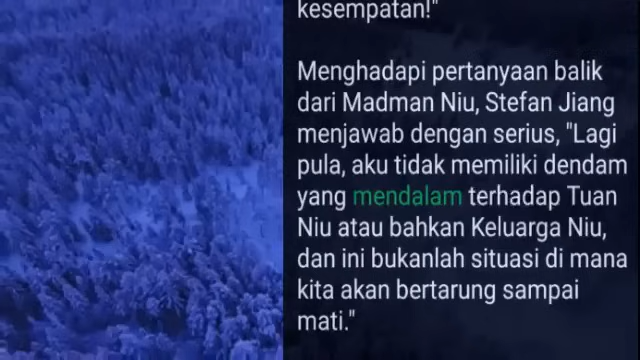 kesempatan!"
Menghadapi pertanyaan balik
dari Madman Niu, Stefan Jiang
menjawab dengan serius, "Lagi
pula, aku tidak memiliki dendam
yang mendalam terhadap Tuan
Niu atau bahkan Keluarga Niu,
dan ini bukanlah situasi di mana
kita akan bertarung sampai
mati."